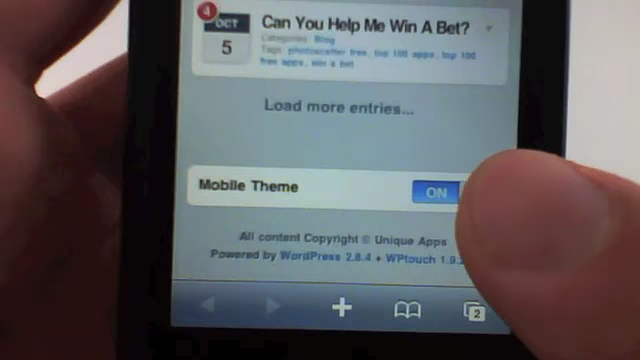 4
OCT
5
Can You Help Me Win A Bet?
Categories: Blog
Tags: photoscatter free, top 100 apps, top 100
free apps, win a bet
Load more entries...
Mobile Theme
ON
All content Copyright © Unique Apps
Powered by WordPress 2.8.4 + WPtouch 1.9.
2